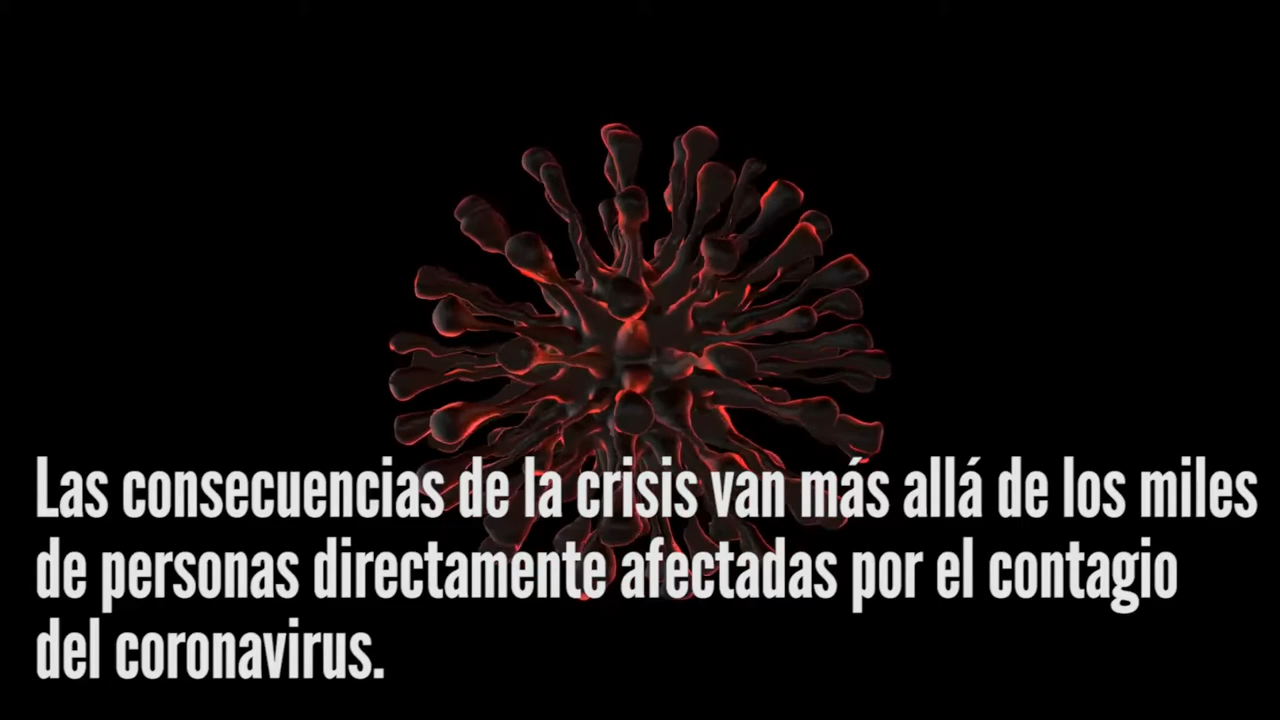 Las consecuencias de la crisis van más allá de los miles
de personas directamente afectadas por el contagio
del coronavirus.